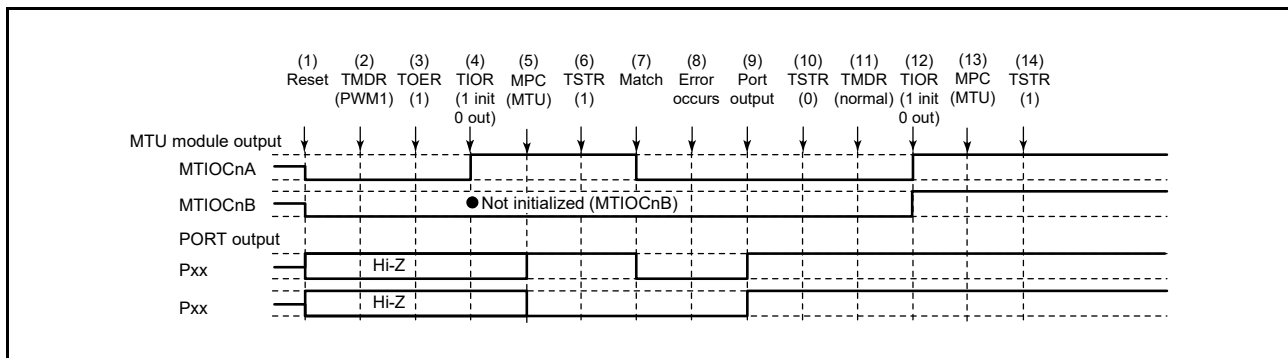 (1) (2) (3) (4) (5) (6) (7) (8) (9) (10) (11) (12) (13) (14)
Reset TMDR TOER TIOR MPC TSTR Match Error Port TSTR TMDR TIOR MPC TSTR
(PWM1) (1) (1 init (MTU) (1) occurs output (0) (normal) (1 init (MTU) (1)
0 out) 0 out)
MTU module output
MTIOCnA
MTIOCnB ●Not initialized (MTIOCnB)
PORT output
Pxx Hi-Z
Pxx Hi-Z